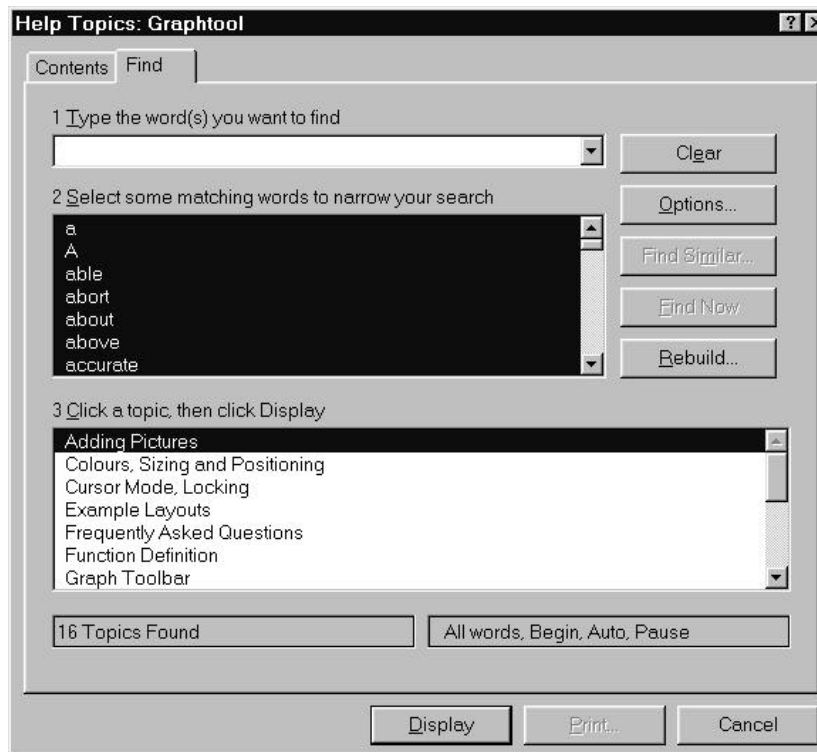 Help Topics: Graphtool
Contents
Find
1 Type the word(s) you want to find
Clear
2 Select some matching words to narrow your search
Options...
a
A
able
abort
about
above
accurate
Find Similar...
Find Now
Rebuild...
3 Click a topic, then click Display
Adding Pictures
Colours, Sizing and Positioning
Cursor Mode, Locking
Example Layouts
Frequently Asked Questions
Function Definition
Graph Toolbar
16 Topics Found
All words, Begin, Auto, Pause
Display
Print...
Cancel